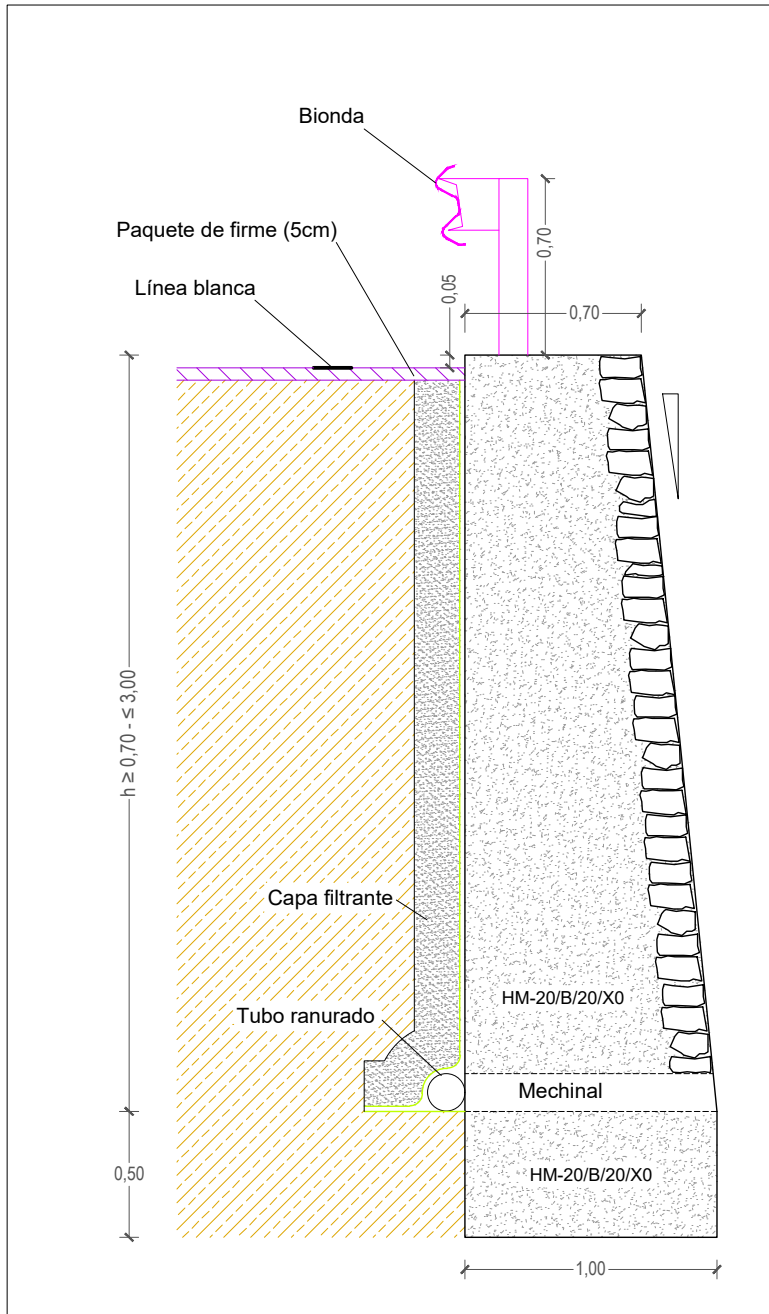 Bionda
Paquete de firme (5cm)
Línea blanca
0,05
0,70
0,70
h ≥ 0,70 - ≤ 3,00
Capa filtrante
HM-20/B/20/X0
Tubo ranurado
Mechinal
0,50
HM-20/B/20/X0
1,00